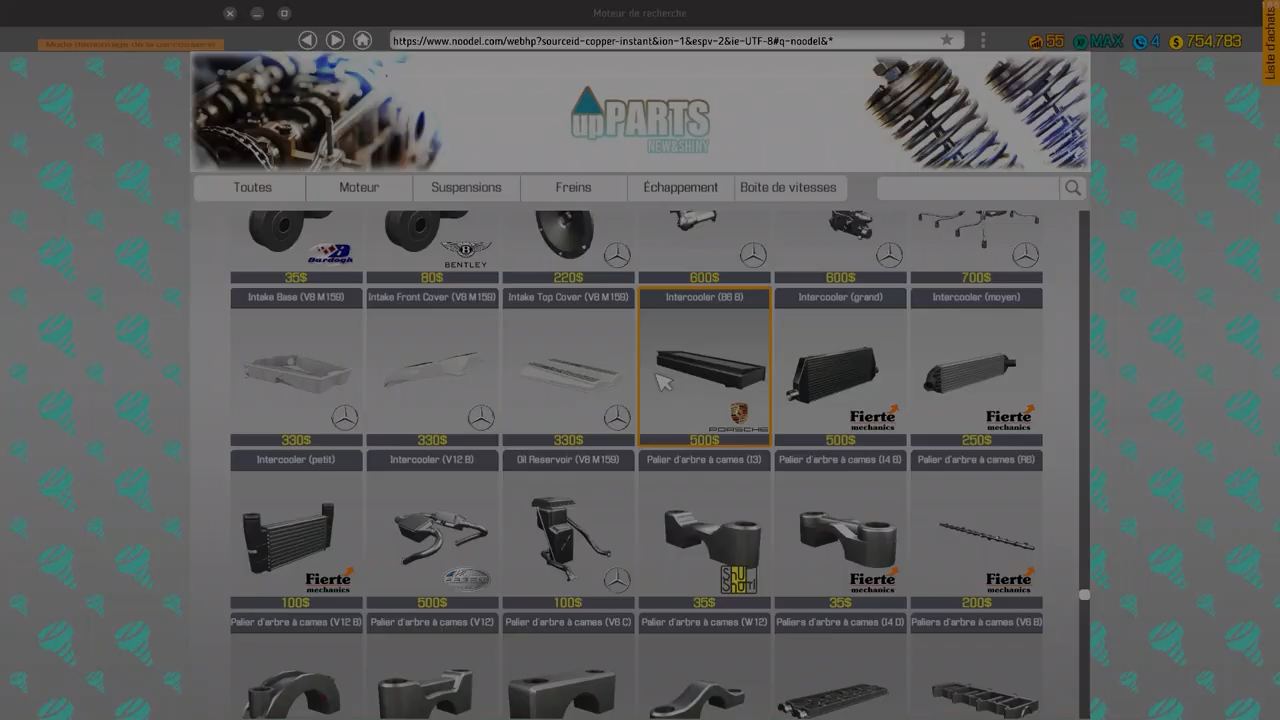 Moteur de recherche
Mode Démontage de la carrosserie
https://www.noodel.com/webhp?sourceid-copper-instant&ion-1&espv-2&ie-UTF-8#q-noodel&*
55
MAX
4
754,783
Liste d'achats
upPARTS
NEW&SHINY
Toutes
Moteur
Suspensions
Freins
Échappement
Boite de vitesses
Bardogh
BENTLEY
35$
80$
220$
600$
600$
700$
Intake Base (V8 M159)
Intake Front Cover (V8 M159)
Intake Top Cover (V8 M159)
Intercooler (B6 B)
Intercooler (grand)
Intercooler (moyen)
PORSCHE
Fierte mechanics
Fierte mechanics
330$
330$
330$
500$
500$
250$
Intercooler (petit)
Intercooler (V12 B)
Oil Reservoir (V8 M159)
Palier d'arbre à cames (I3)
Palier d'arbre à cames (I4 B)
Palier d'arbre à cames (R6)
Fierte mechanics
Fierte mechanics
Fierte mechanics
100$
500$
100$
35$
35$
200$
Palier d'arbre à cames (V12 B)
Palier d'arbre à cames (V12)
Palier d'arbre à cames (V6 C)
Palier d'arbre à cames (W12)
Paliers d'arbre à cames (I4 D)
Paliers d'arbre à cames (V6 B)